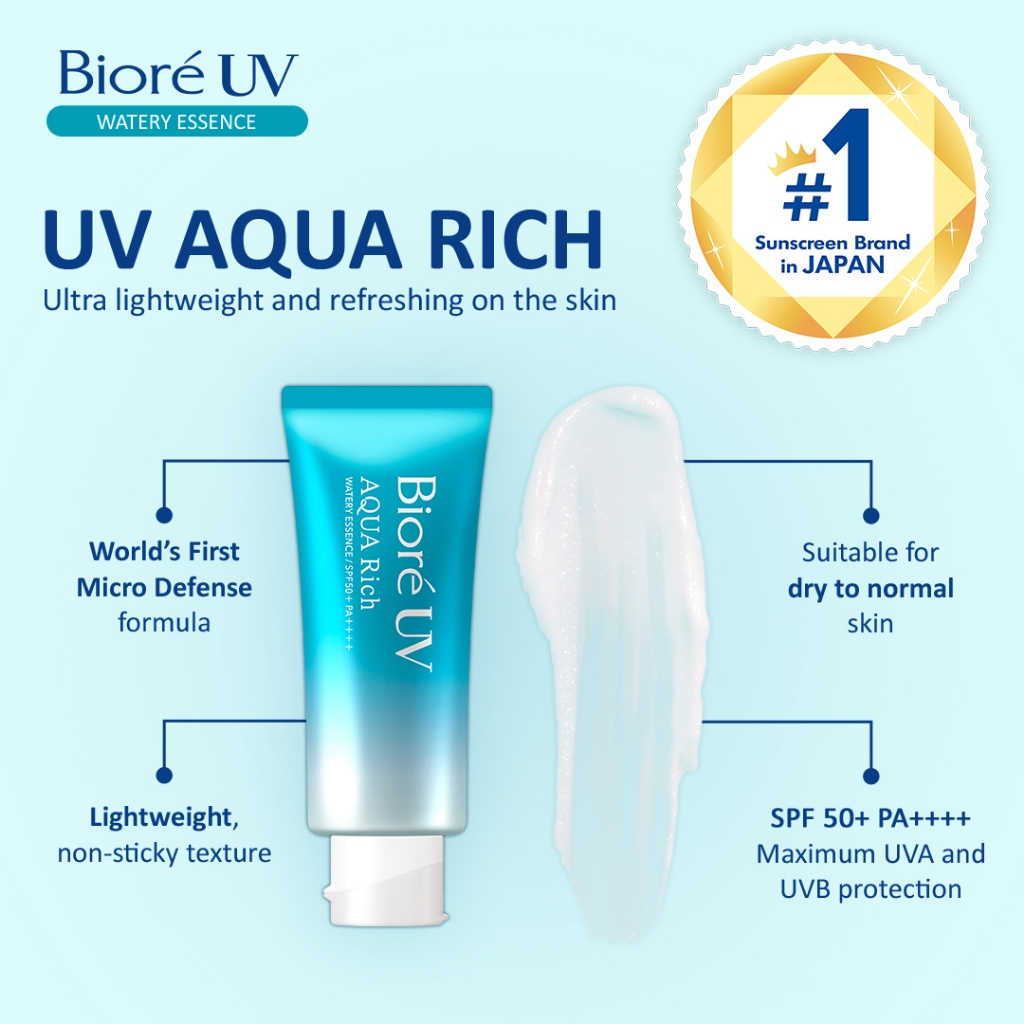 Bioré UV
WATERY ESSENCE
#1
Sunscreen Brand
in JAPAN
UV AQUA RICH
Ultra lightweight and refreshing on the skin
Bioré UV
AQUA Rich
WATERY ESSENCE / SPF50+ PA++++
World's First
Micro Defense
formula
Suitable for
dry to normal
skin
Lightweight,
non-sticky texture
SPF 50+ PA++++
Maximum UVA and
UVB protection